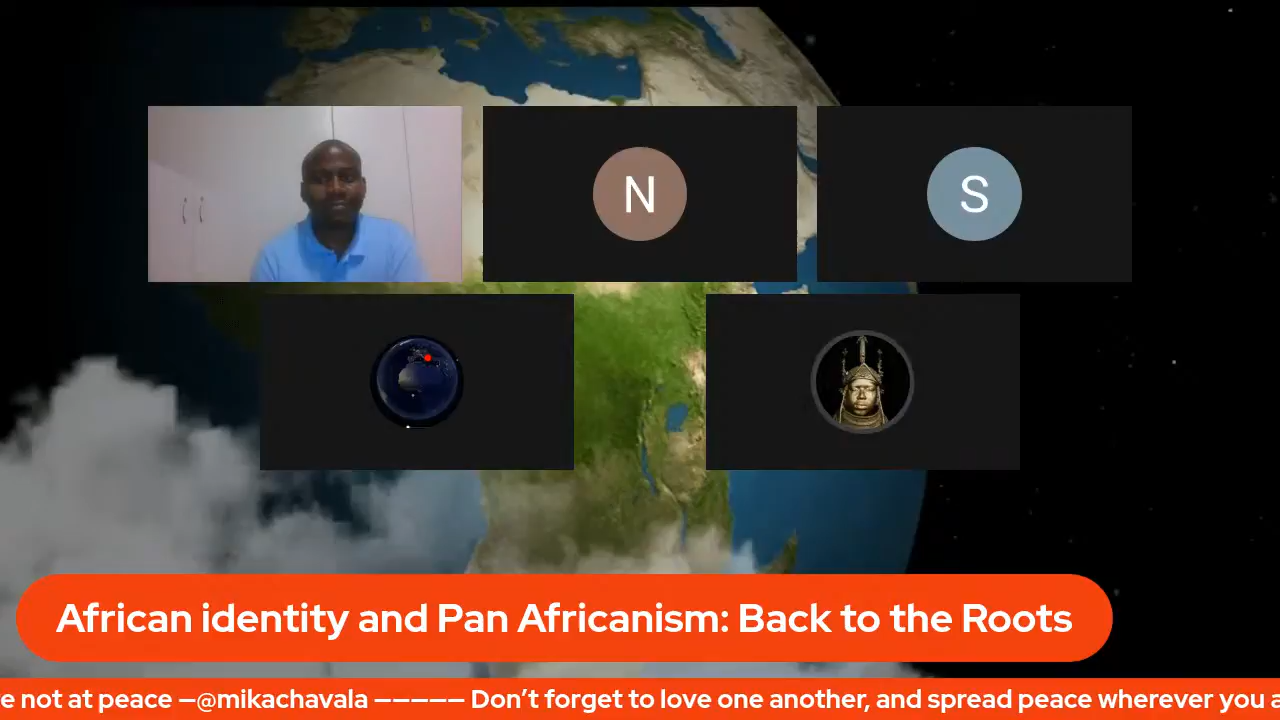 N
S
African identity and Pan Africanism: Back to the Roots
e not at peace —@mikachavala ————— Don’t forget to love one another, and spread peace wherever you a